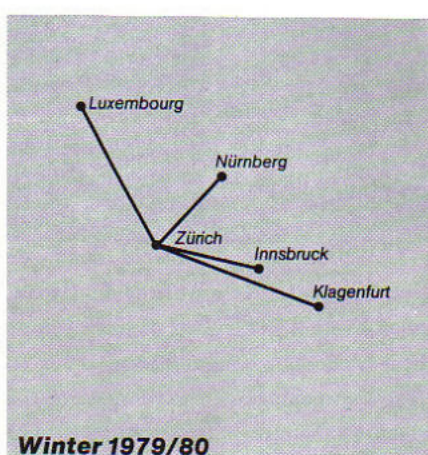 Luxembourg
Nürnberg
Zürich
Innsbruck
Klagenfurt
Winter 1979/80